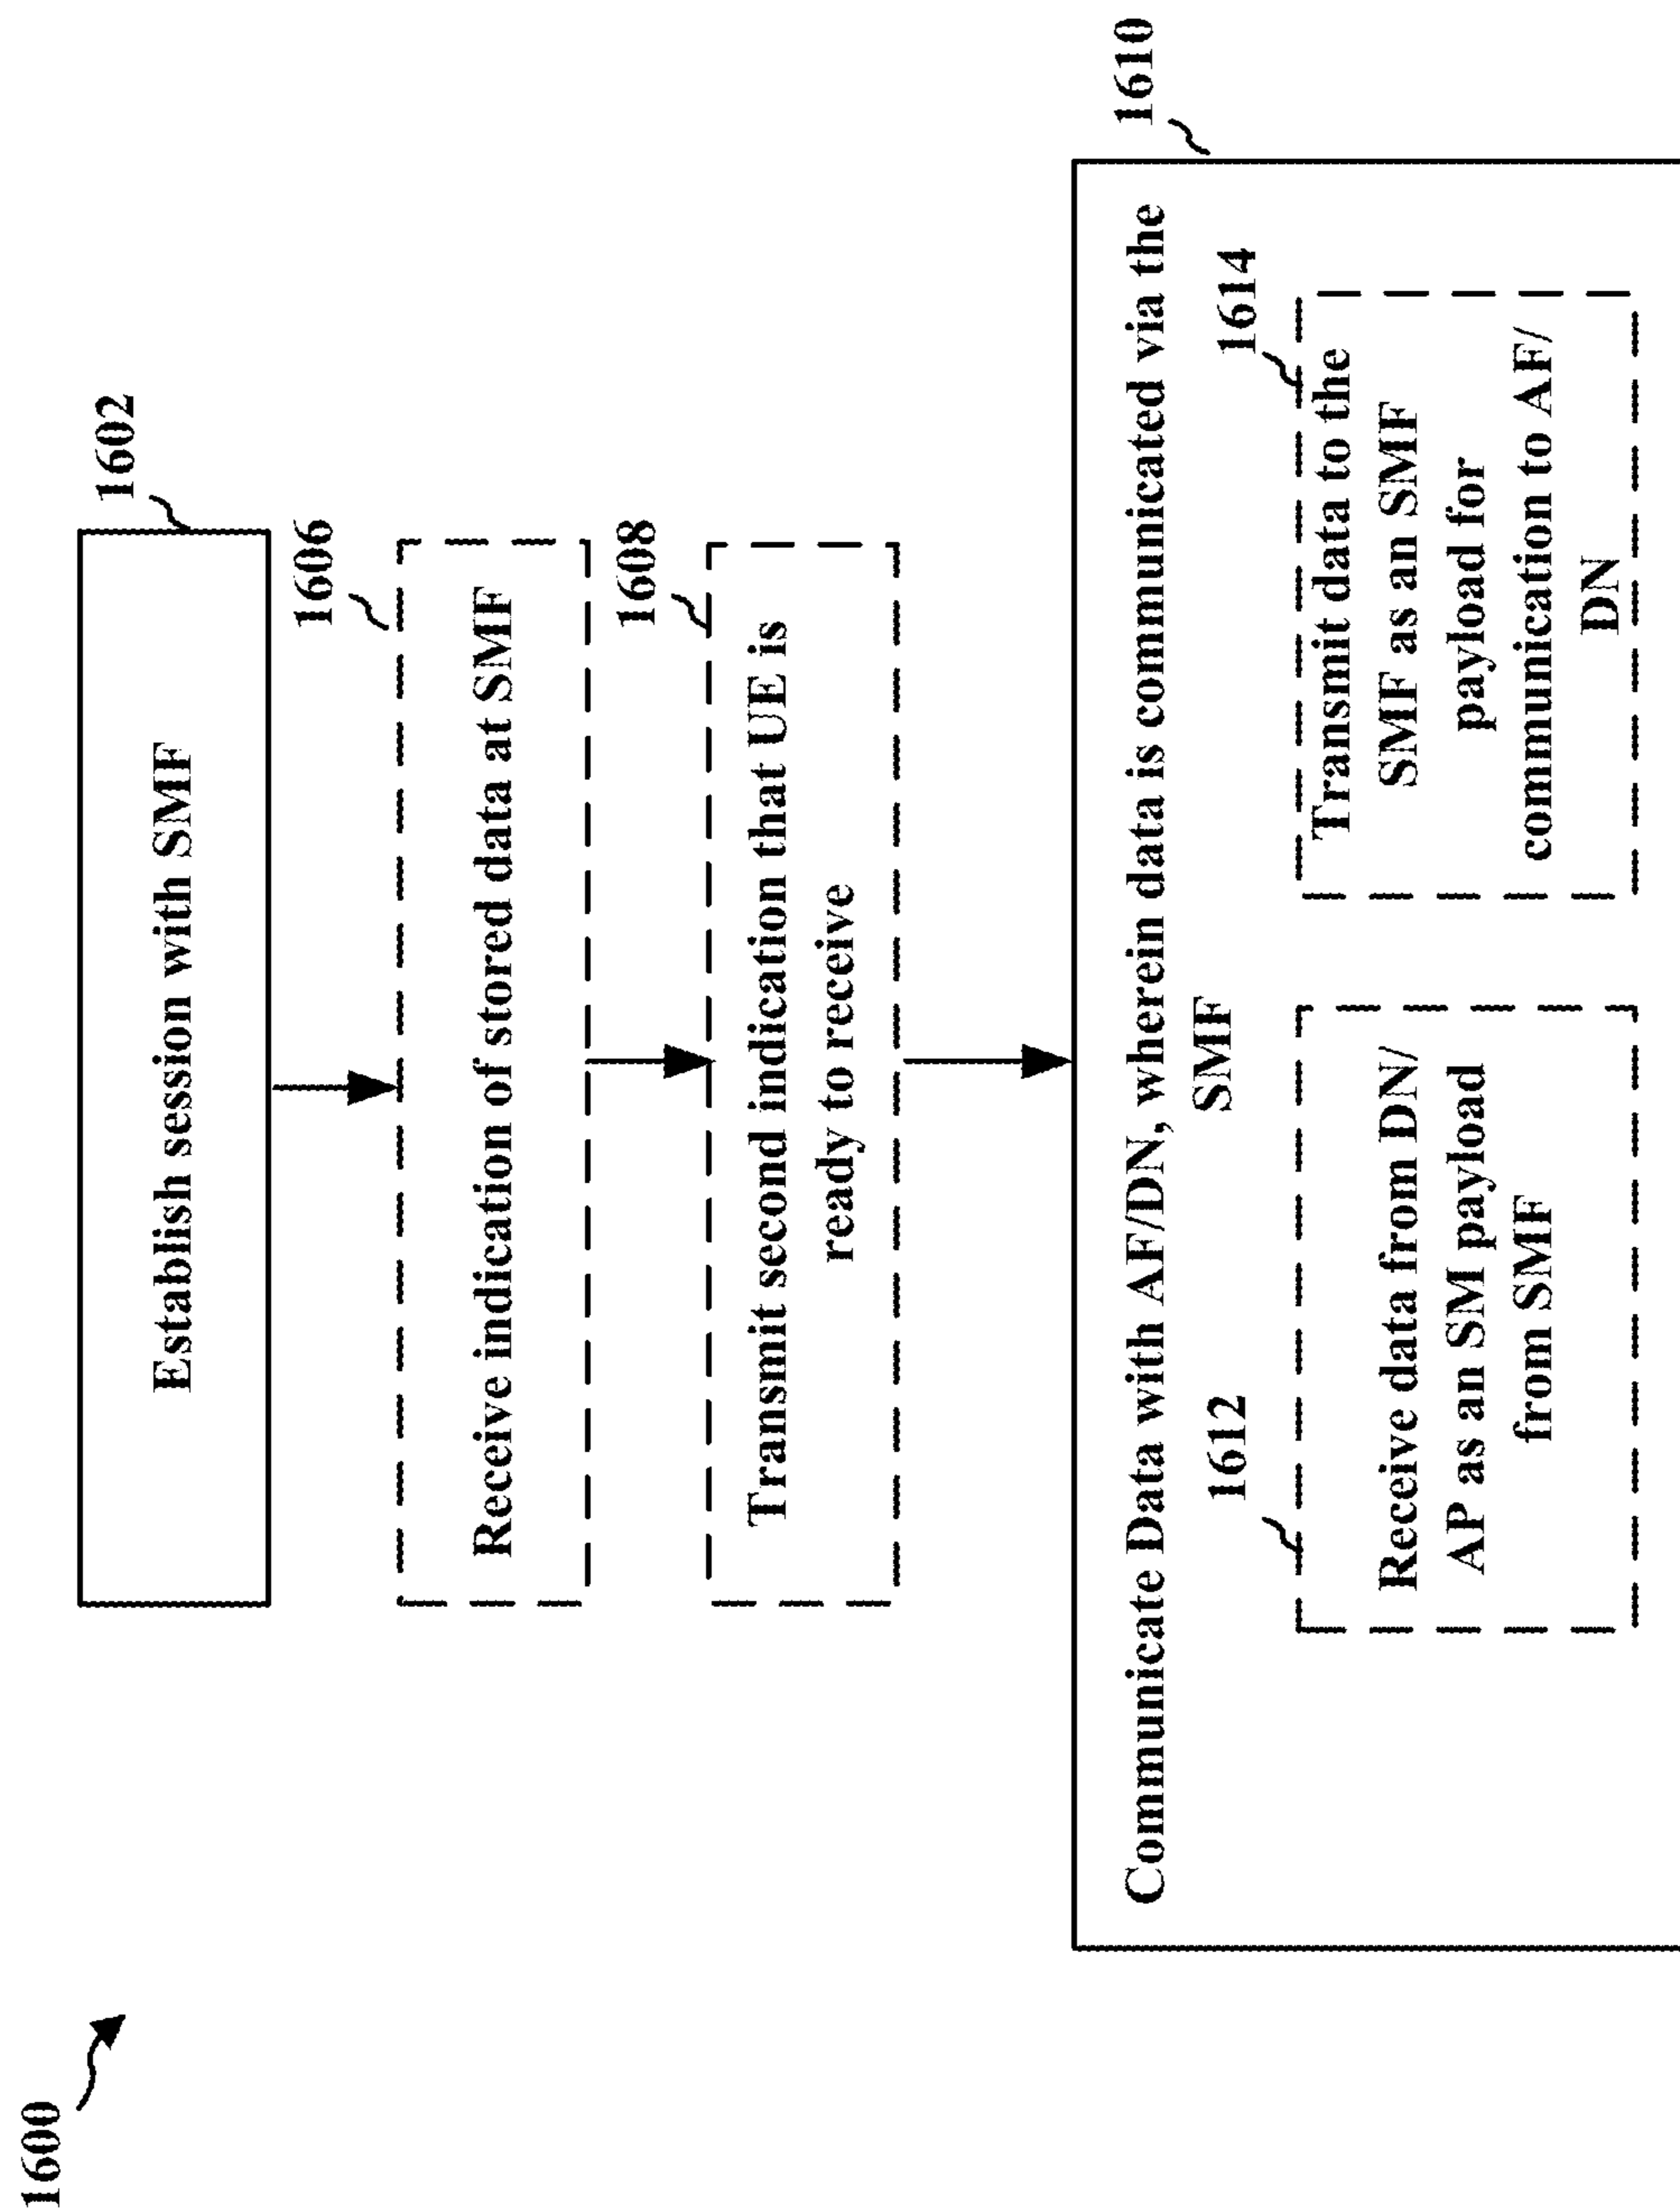 1600
1602
Establish session with SMF
1606
Receive indication of stored data at SMF
1608
Transmit second indication that UE is
ready to receive
1610
Communicate Data with AF/DN, wherein data is communicated via the
SMF
1612
Receive data from DN/
AP as an SM payload
from SMF
1614
Transmit data to the
SMF as an SMF
payload for
communication to AF/
DN